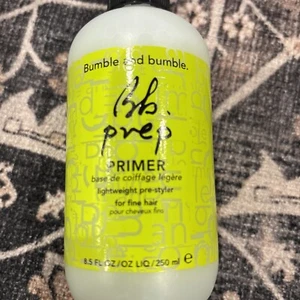 Bumble and bumble.
Bb.
prep
PRIMER
base de coiffage légère
lightweight pre-styler
for fine hair
pour cheveux fins
8.5 FL OZ/OZ LIQ/250 ml e